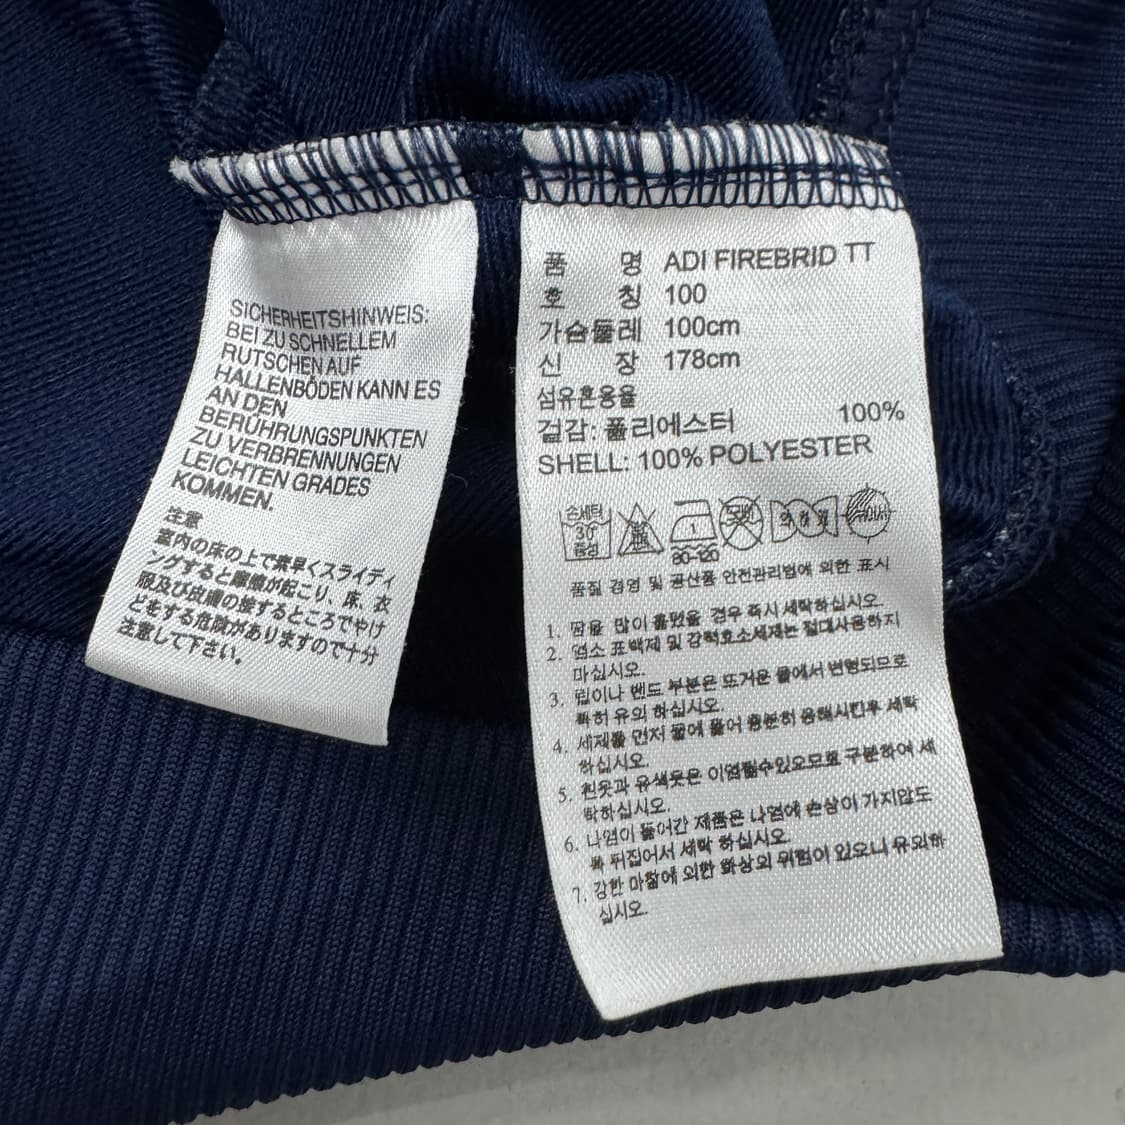 SICHERHEITSHINWEIS:
BEI ZU SCHNELLEM
RUTSCHEN AUF
HALLENBÖDEN KANN ES
AN DEN
BERÜHRUNGSPUNKTEN
ZU VERBRENNUNGEN
LEICHTEN GRADES
KOMMEN.
注意
室内の床の上で素早くスライディ
ングすると摩擦が起こり、床、衣
服及び皮膚の接するところでやけ
どをする危険がありますので十分
注意して下さい。
품 명 ADI FIREBRID TT
호 칭 100
가슴둘레 100cm
신 장 178cm
섬유혼용율
겉감: 폴리에스터 100%
SHELL: 100% POLYESTER
손세탁
30
중성
1
80-120
드라이
품질 경영 및 공산품 안전관리법에 의한 표시
1. 땀을 많이 흘렸을 경우 즉시 세탁하십시오.
2. 염소 표백제 및 강력효소세제는 절대사용하지
마십시오.
3. 립이나 밴드 부분은 뜨거운 물에서 변형되므로
특히 유의 하십시오.
4. 세제를 먼저 물에 풀어 충분히 용해시킨후 세탁
하십시오.
5. 흰옷과 유색옷은 이염될수있으므로 구분하여 세
탁하십시오.
6. 나염이 들어간 제품은 나염에 손상이 가지않도
록 뒤집어서 세탁 하십시오.
7. 강한 마찰에 의한 화상의 위험이 있으니 유의하
십시오.